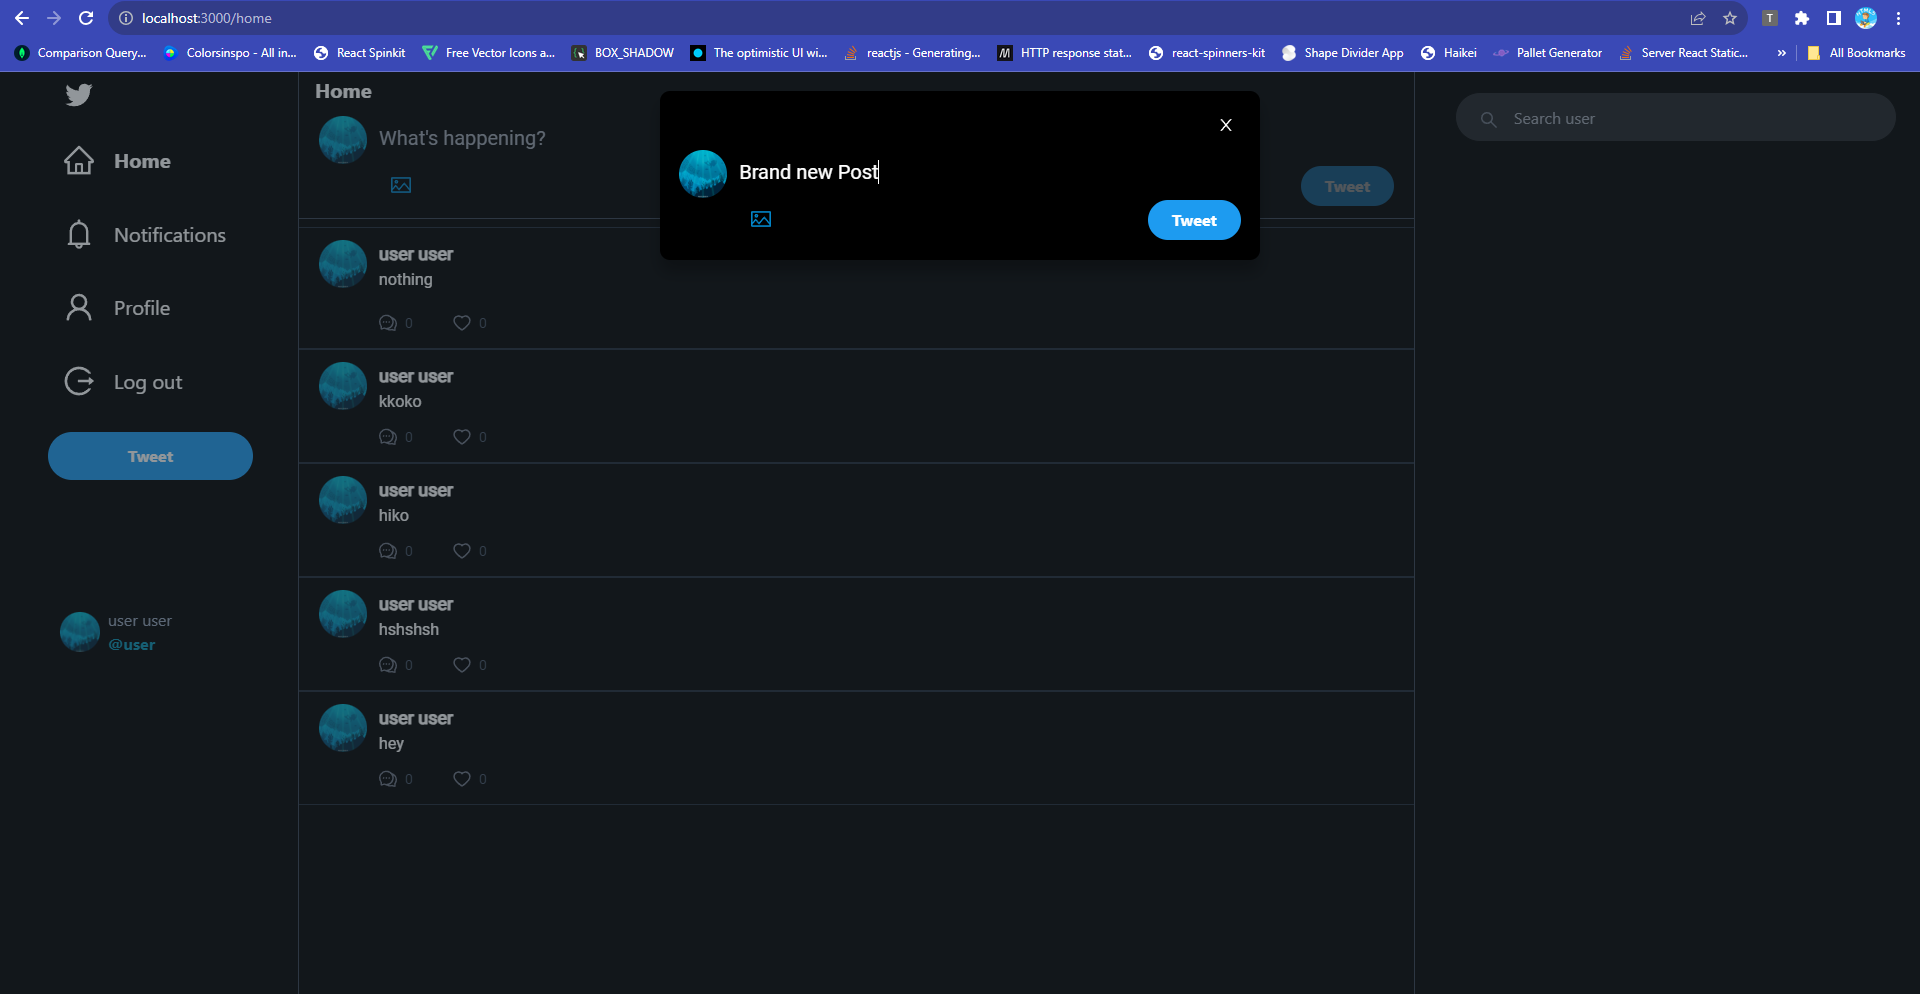 localhost:3000/home
Comparison Query... Colorsinspo - All in... React Spinkit Free Vector Icons a... BOX_SHADOW The optimistic UI wi... reactjs - Generating... HTTP response stat... react-spinners-kit Shape Divider App Haikei Pallet Generator Server React Static... » All Bookmarks
Home
Notifications
Profile
Log out
Tweet
user user
@user
Home
What's happening?
Tweet
user user
nothing
0 0
user user
kkoko
0 0
user user
hiko
0 0
user user
hshshsh
0 0
user user
hey
0 0
X
Brand new Post
Tweet
Search user